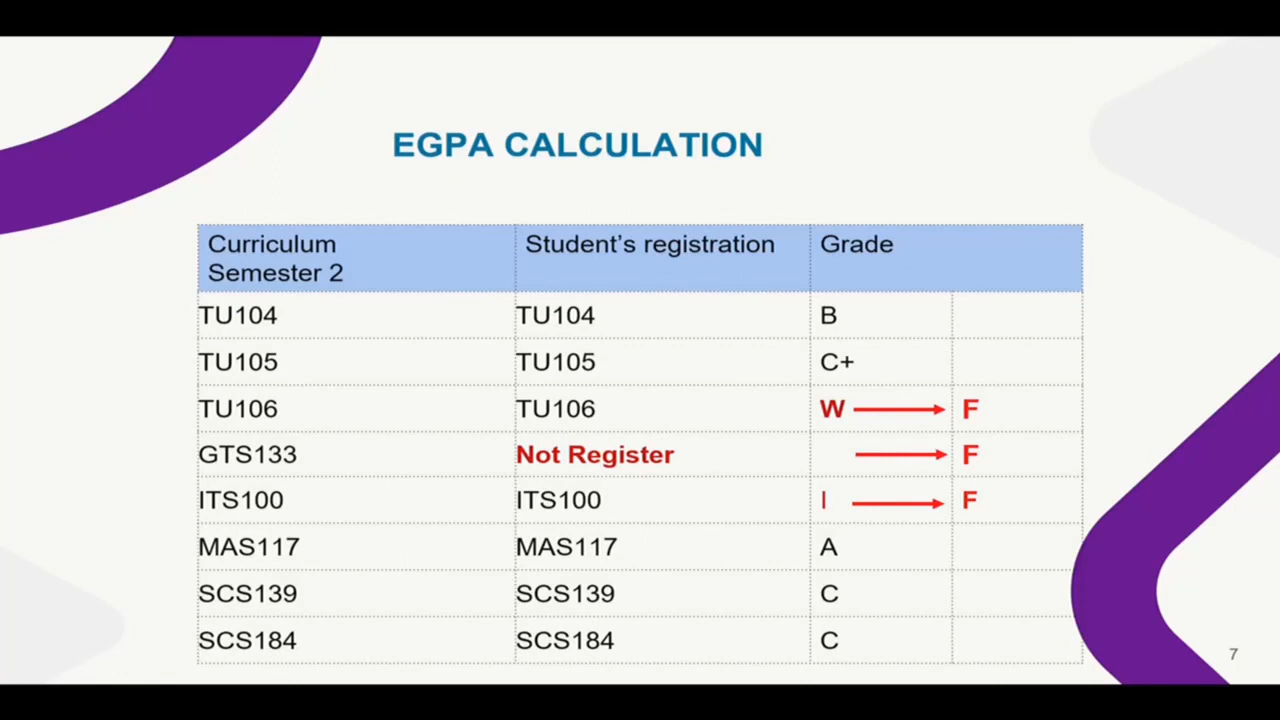 EGPA CALCULATION
Curriculum Semester 2 Student's registration Grade
TU104 TU104 B
TU105 TU105 C+
TU106 TU106 W F
GTS133 Not Register F
ITS100 ITS100 I F
MAS117 MAS117 A
SCS139 SCS139 C
SCS184 SCS184 C
7